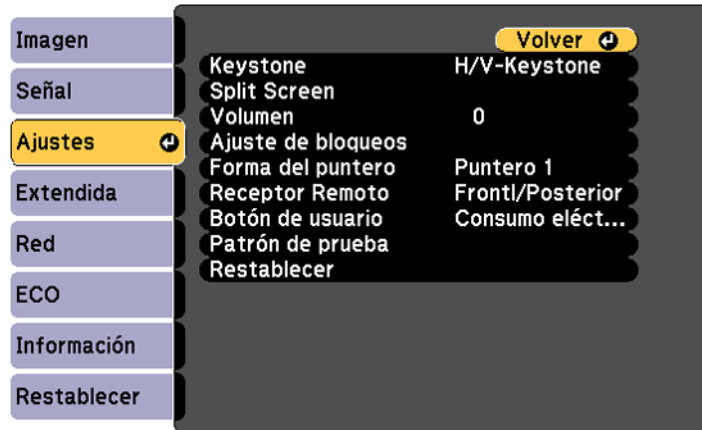 Imagen
Señal
Ajustes
Extendida
Red
ECO
Información
Restablecer
Volver
Keystone H/V-Keystone
Split Screen
Volumen 0
Ajuste de bloqueos
Forma del puntero Puntero 1
Receptor Remoto Frontl/Posterior
Botón de usuario Consumo eléct...
Patrón de prueba
Restablecer